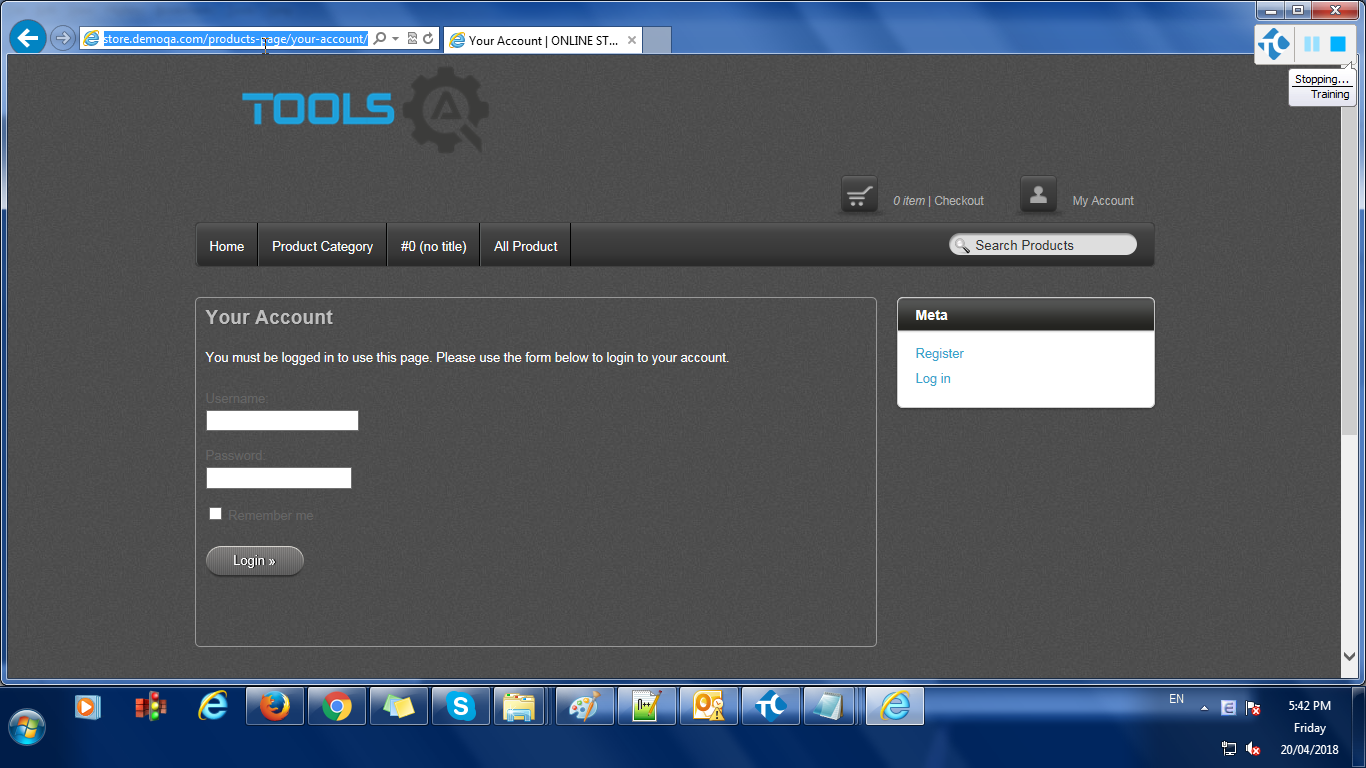 store.demoqa.com/products-page/your-account/
Your Account | ONLINE ST...
Stopping...
Training
TOOLS QA
0 item | Checkout
My Account
Home
Product Category
#0 (no title)
All Product
Search Products
Your Account
You must be logged in to use this page. Please use the form below to login to your account.
Username:
Password:
Remember me
Login »
Meta
Register
Log in
EN
5:42 PM
Friday
20/04/2018